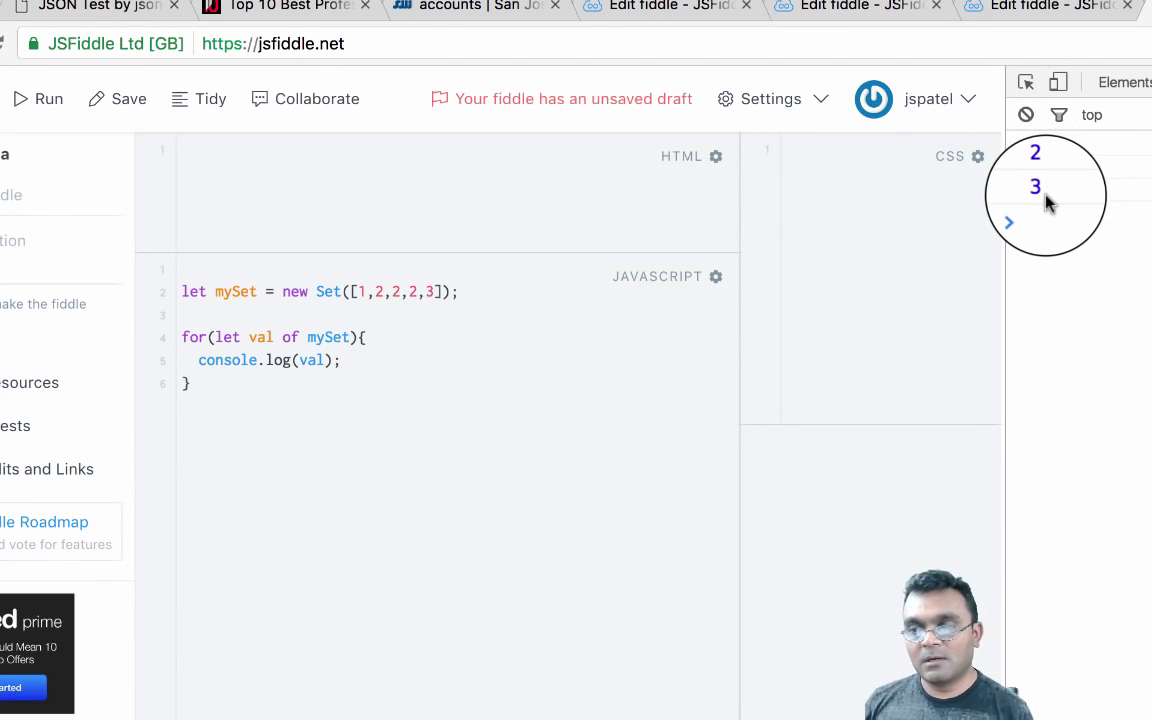 JSON Test by json
Top 10 Best Profe
accounts | San Jo
Edit fiddle - JSFid
Edit fiddle - JSFid
Edit fiddle - JSFid
JSFiddle Ltd [GB]
https://jsfiddle.net
Run
Save
Tidy
Collaborate
Your fiddle has an unsaved draft
Settings
jspatel
Elements
top
a
dle
tion
make the fiddle
esources
ests
dits and Links
lle Roadmap
d vote for features
ed prime
uld Mean 10
o Offers
arted
1
HTML
1
CSS
JAVASCRIPT
1
2 let mySet = new Set([1,2,2,2,3]);
3
4 for(let val of mySet){
5 console.log(val);
6 }
2
3
>